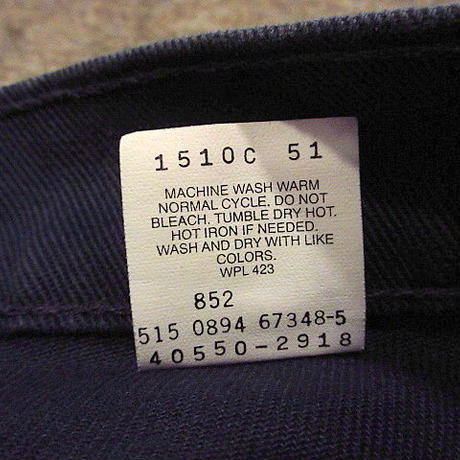 1510C 51
MACHINE WASH WARM
NORMAL CYCLE. DO NOT
BLEACH. TUMBLE DRY HOT.
HOT IRON IF NEEDED.
WASH AND DRY WITH LIKE
COLORS.
WPL 423
852
515 0894 67348-5
40550-2918